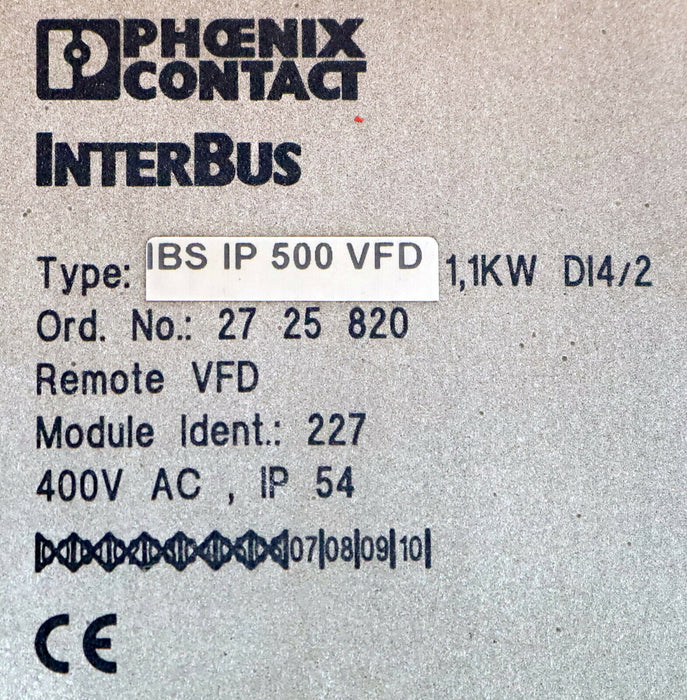 PHŒNIX
CONTACT
INTERBUS
Type: IBS IP 500 VFD 1,1KW DI4/2
Ord. No.: 27 25 820
Remote VFD
Module Ident.: 227
400V AC , IP 54
07|08|09|10|
CE